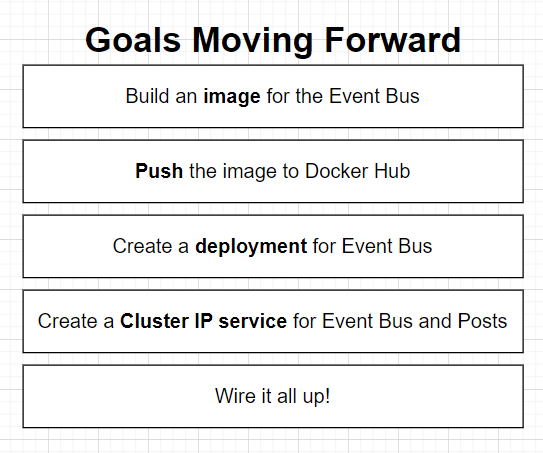 Goals Moving Forward
Build an image for the Event Bus
Push the image to Docker Hub
Create a deployment for Event Bus
Create a Cluster IP service for Event Bus and Posts
Wire it all up!